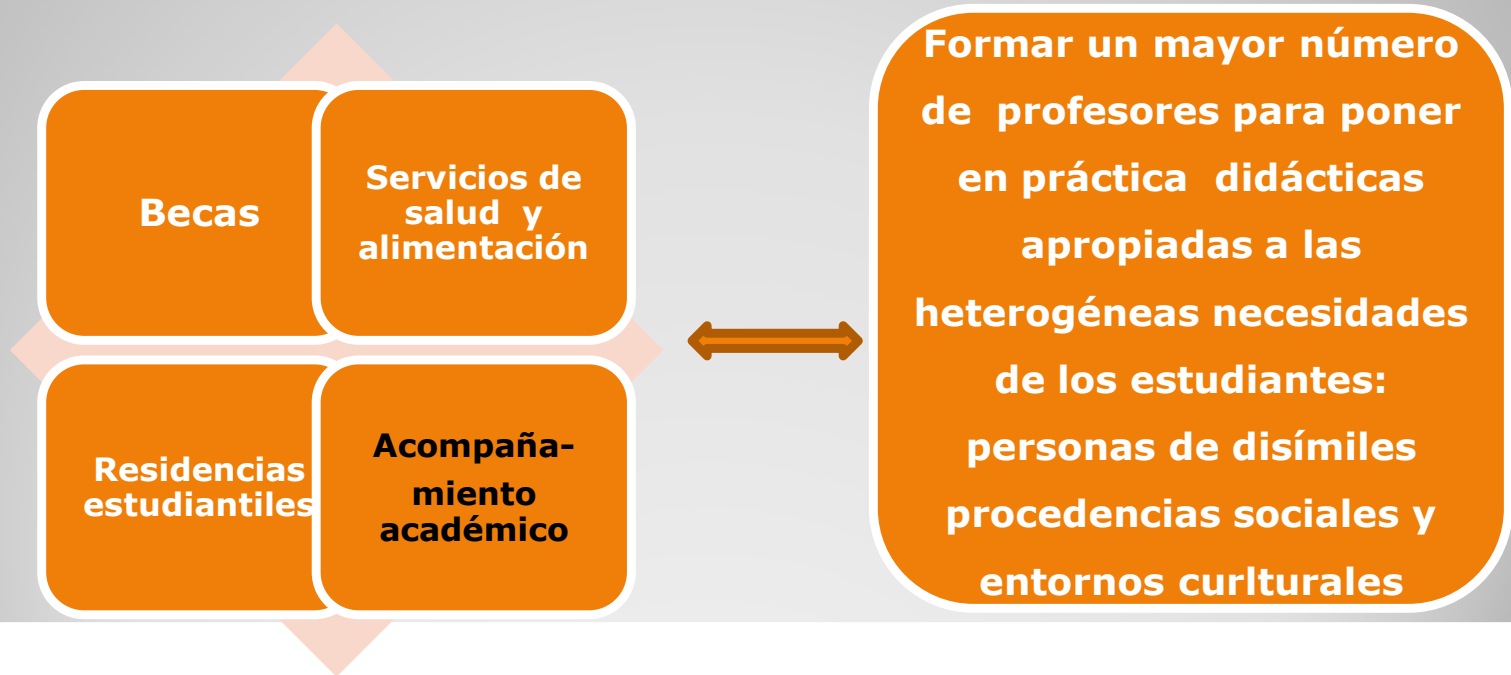 Becas
Servicios de
salud y
alimentación
Residencias
estudiantiles
Acompaña-
miento
académico
Formar un mayor número
de profesores para poner
en práctica didácticas
apropiadas a las
heterogéneas necesidades
de los estudiantes:
personas de disímiles
procedencias sociales y
entornos curlturales